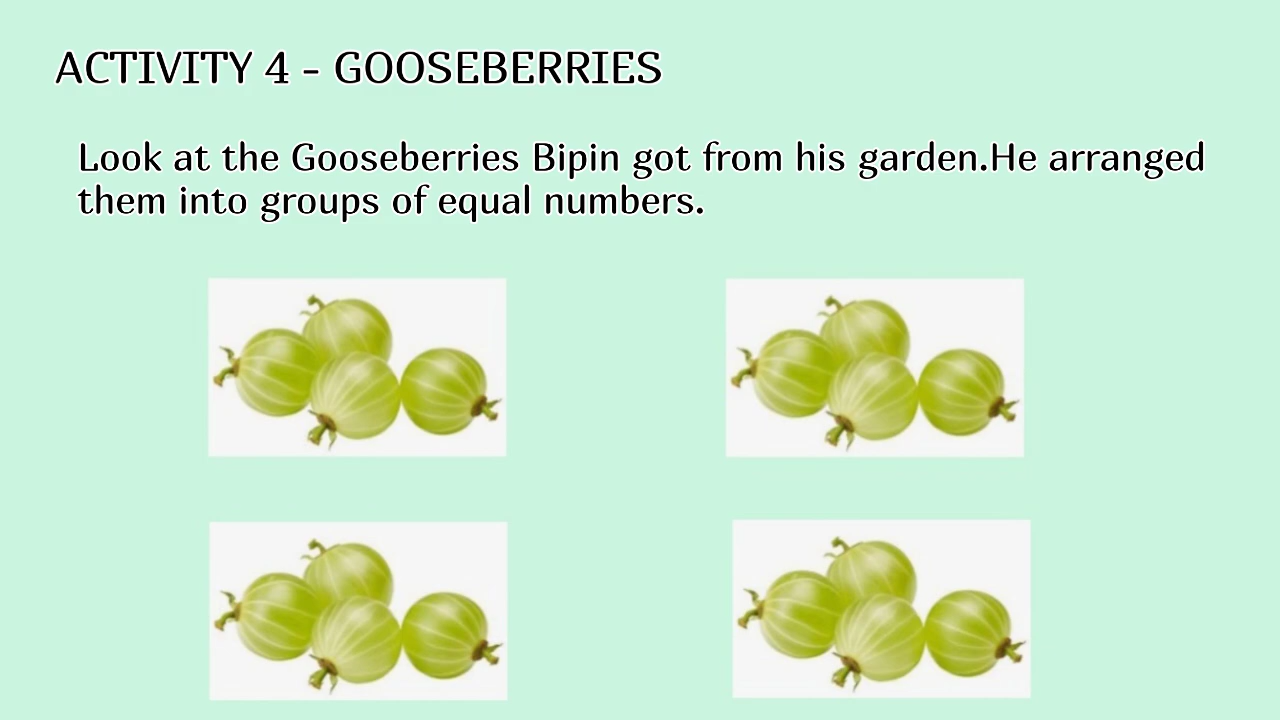 ACTIVITY 4 - GOOSEBERRIES
Look at the Gooseberries Bipin got from his garden.He arranged
them into groups of equal numbers.